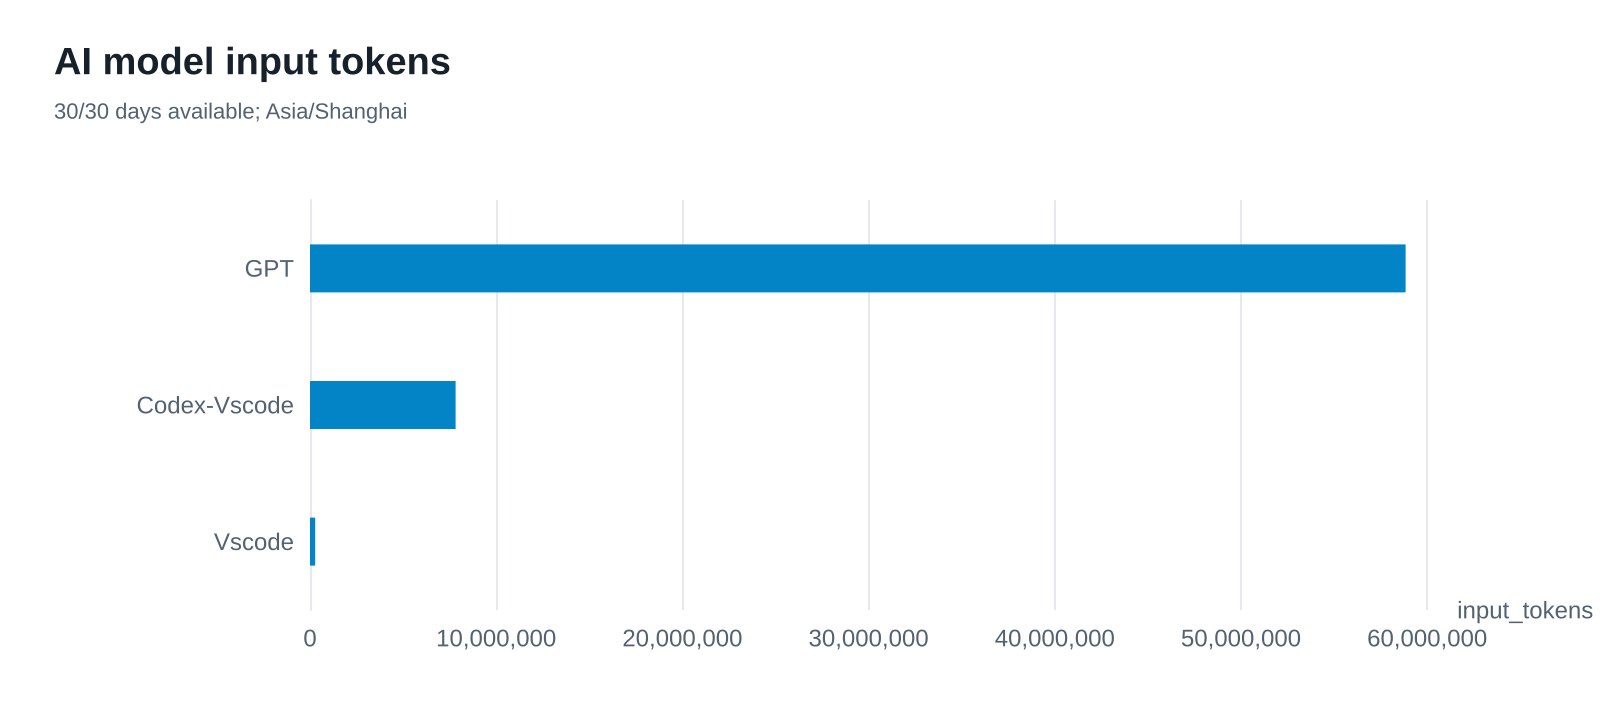 AI model input tokens
30/30 days available; Asia/Shanghai
GPT
Codex-Vscode
Vscode
input_tokens
0 10,000,000 20,000,000 30,000,000 40,000,000 50,000,000 60,000,000